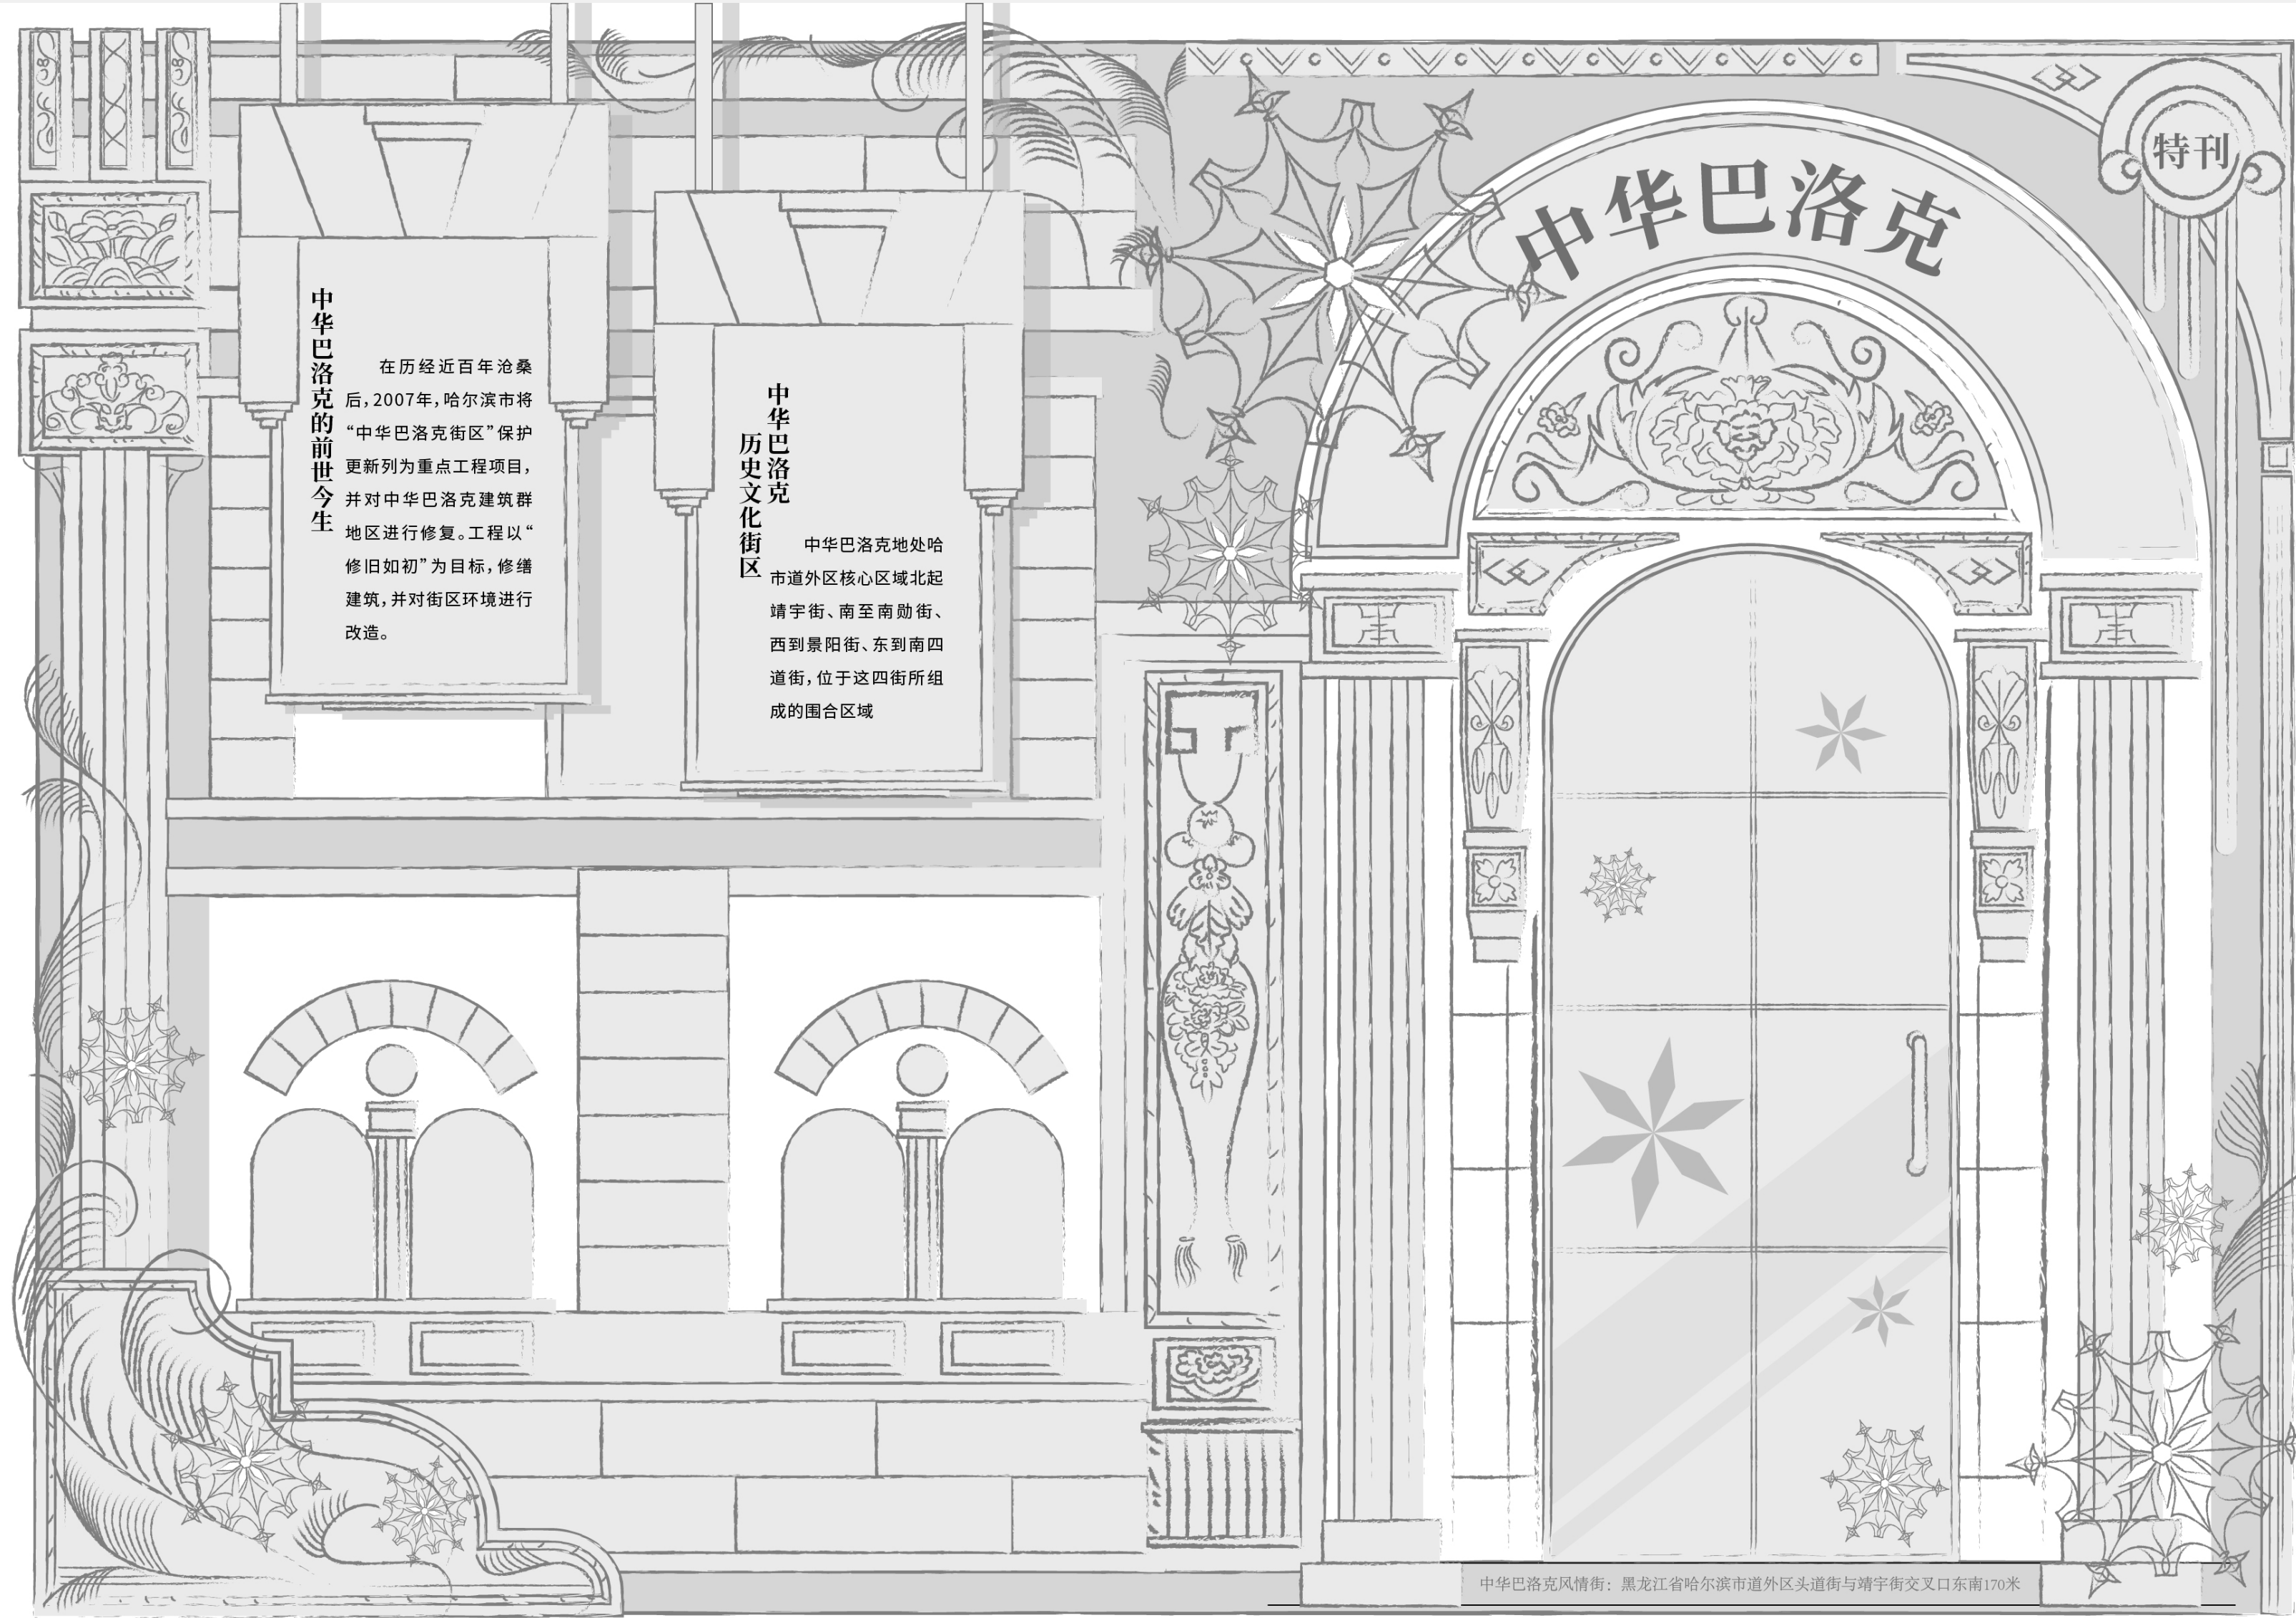 特刊
中华巴洛克
中华巴洛克的前世今生
在历经近百年沧桑
后，2007年，哈尔滨市将
“中华巴洛克街区”保护
更新列为重点工程项目，
并对中华巴洛克建筑群
地区进行修复。工程以“
修旧如初”为目标，修缮
建筑，并对街区环境进行
改造。
中华巴洛克
历史文化街区
中华巴洛克地处哈
市道外区核心区域北起
靖宇街、南至南勋街、
西到景阳街、东到南四
道街，位于这四街所组
成的围合区域
中华巴洛克风情街：黑龙江省哈尔滨市道外区头道街与靖宇街交叉口东南170米